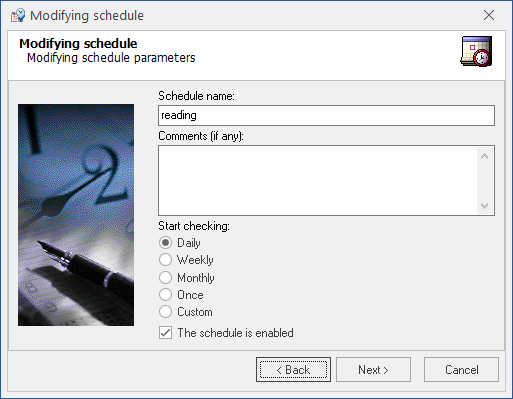 Modifying schedule
Modifying schedule
Modifying schedule parameters
Schedule name:
reading
Comments (if any):
Start checking:
Daily
Weekly
Monthly
Once
Custom
The schedule is enabled
< Back
Next >
Cancel